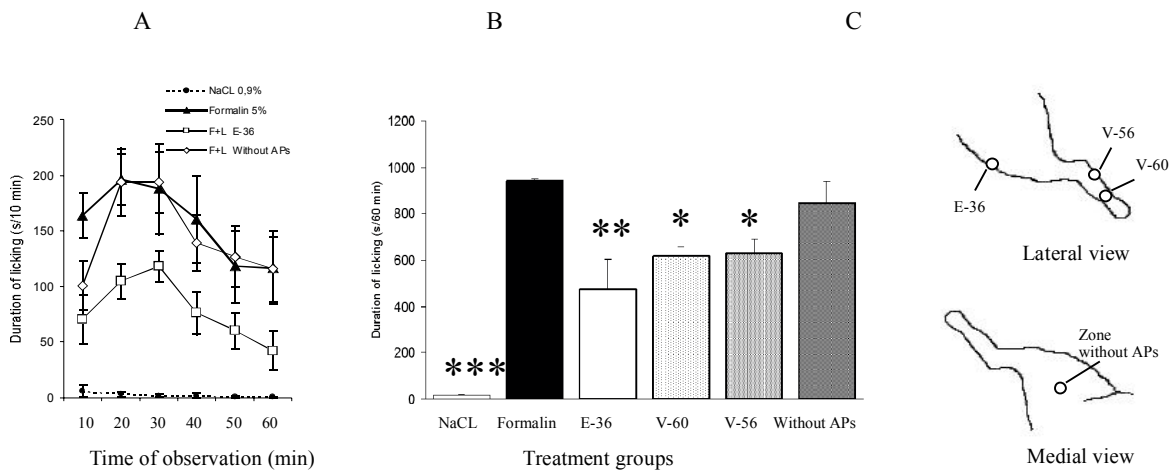 A
B
C
NaCL 0,9%
Formalin 5%
F+L E-36
F+L Without APs
Duration of licking (s/10 min)
250
200
150
100
50
0
10 20 30 40 50 60
Time of observation (min)
Duration of licking (s/60 min)
1200
1000
800
600
400
200
0
***
**
*
*
NaCL Formalin E-36 V-60 V-56 Without APs
Treatment groups
V-56
V-60
E-36
Lateral view
Zone
without APs
Medial view